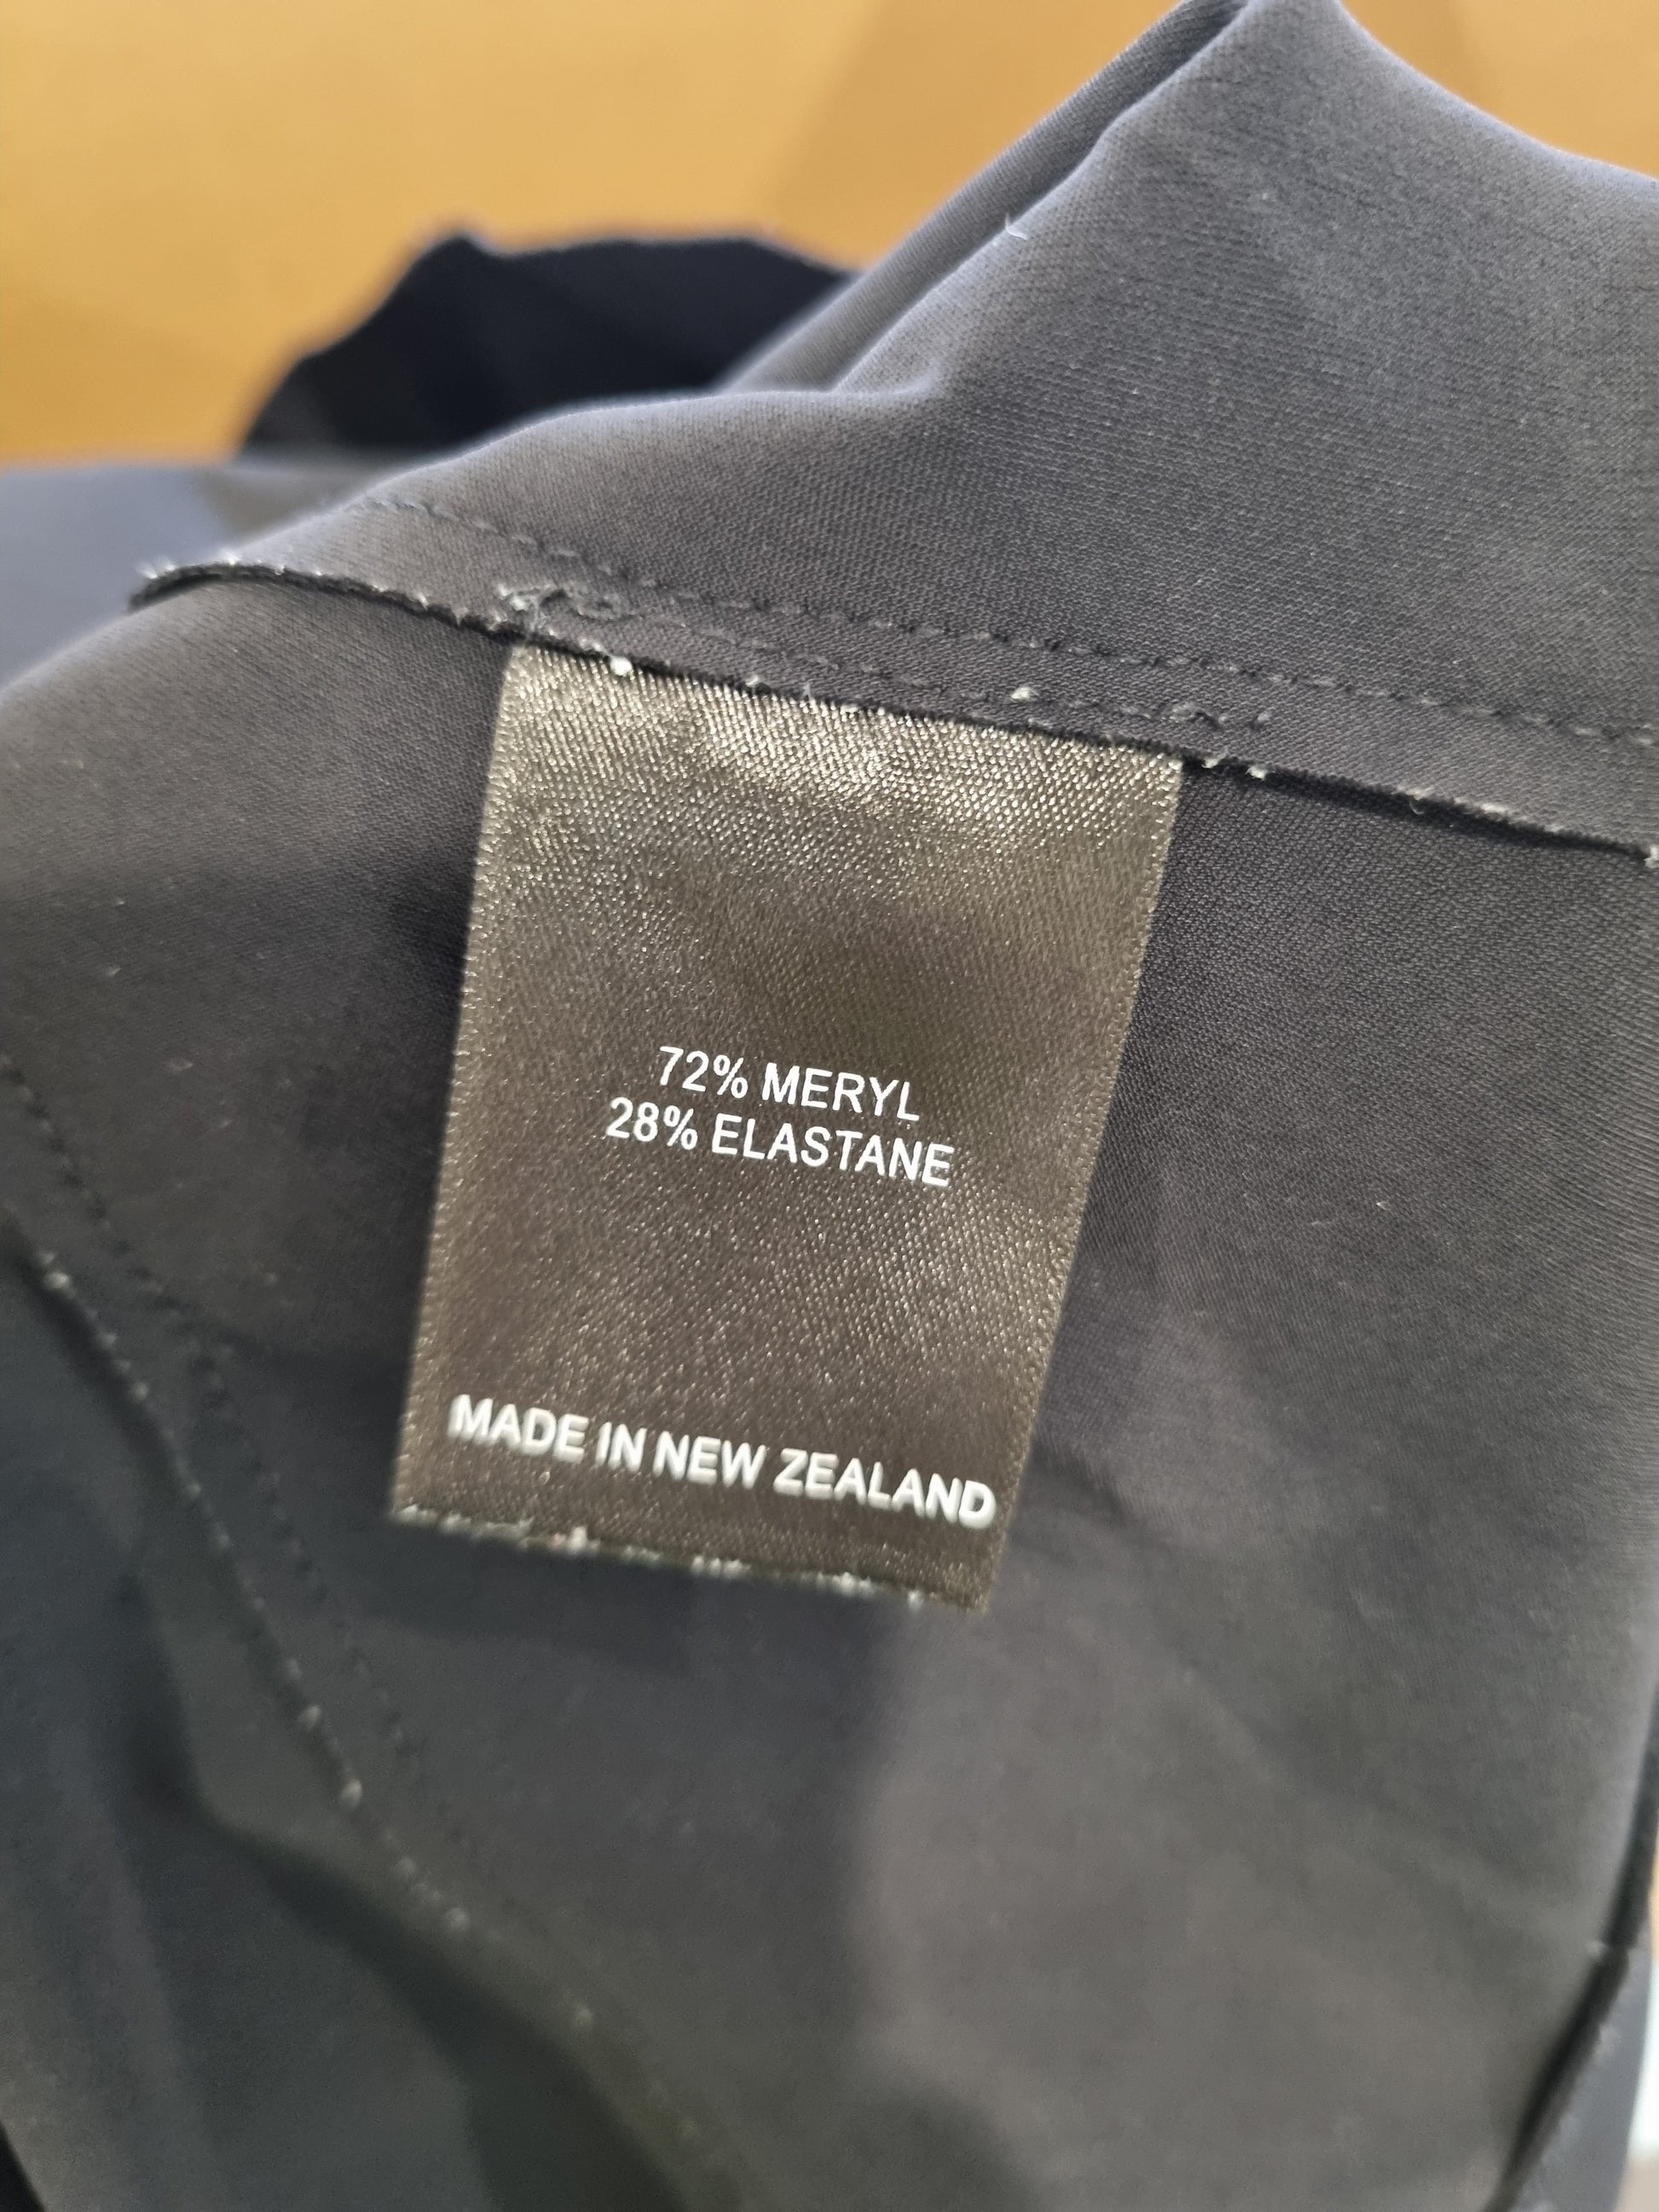 72% MERYL
28% ELASTANE
MADE IN NEW ZEALAND